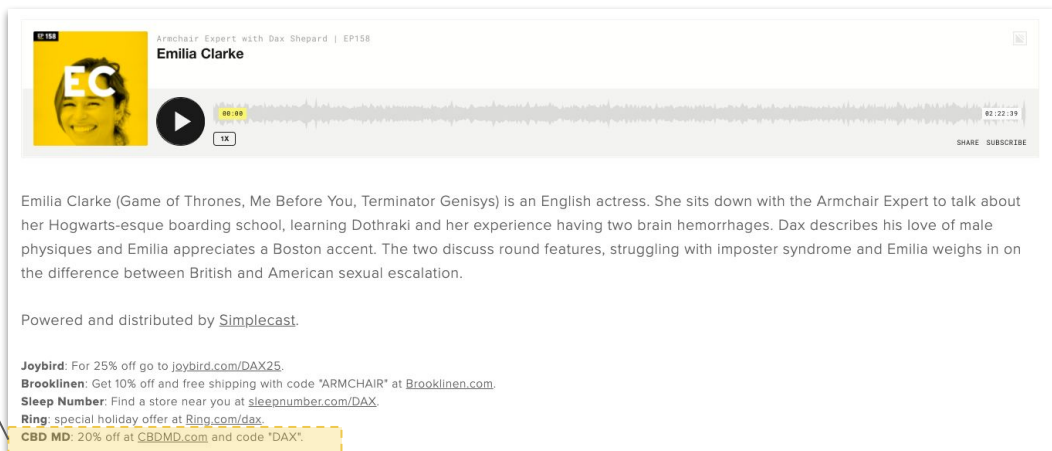 EP 158
Armchair Expert with Dax Shepard | EP158
Emilia Clarke
EC
00:00
02:22:39
1X
SHARE SUBSCRIBE
Emilia Clarke (Game of Thrones, Me Before You, Terminator Genisys) is an English actress. She sits down with the Armchair Expert to talk about
her Hogwarts-esque boarding school, learning Dothraki and her experience having two brain hemorrhages. Dax describes his love of male
physiques and Emilia appreciates a Boston accent. The two discuss round features, struggling with imposter syndrome and Emilia weighs in on
the difference between British and American sexual escalation.
Powered and distributed by Simplecast.
Joybird: For 25% off go to joybird.com/DAX25.
Brooklinen: Get 10% off and free shipping with code "ARMCHAIR" at Brooklinen.com.
Sleep Number: Find a store near you at sleepnumber.com/DAX.
Ring: special holiday offer at Ring.com/dax.
CBD MD: 20% off at CBDMD.com and code "DAX".